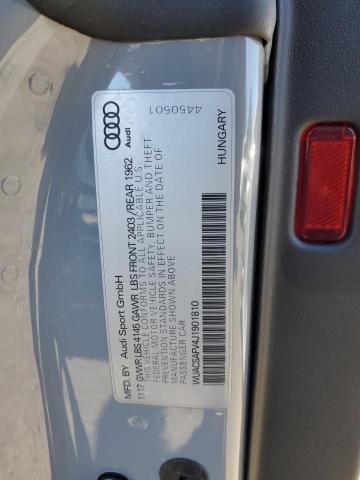 Audi
4450501
MFD. BY Audi Sport GmbH
11-17 GVWR LBS 4145 GAWR LBS FRONT 2403 /REAR 1962
THIS VEHICLE CONFORMS TO ALL APPLICABLE U.S.
FEDERAL MOTOR VEHICLE SAFETY, BUMPER AND THEFT
PREVENTION STANDARDS IN EFFECT ON THE DATE OF
MANUFACTURE SHOWN ABOVE
PASSENGER CAR
WUACSAFV4J1901810
HUNGARY